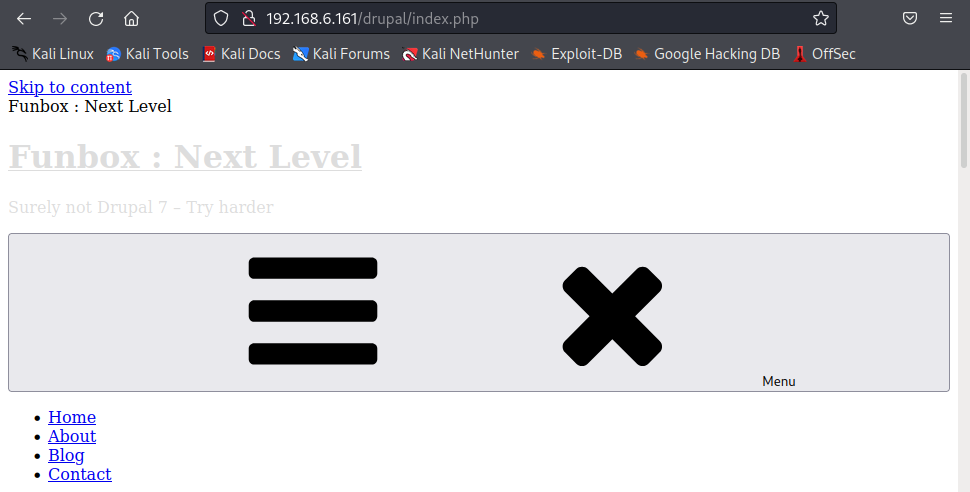 192.168.6.161/drupal/index.php
Kali Linux Kali Tools Kali Docs Kali Forums Kali NetHunter Exploit-DB Google Hacking DB OffSec
Skip to content
Funbox : Next Level
Funbox : Next Level
Surely not Drupal 7 – Try harder
Menu
Home
About
Blog
Contact